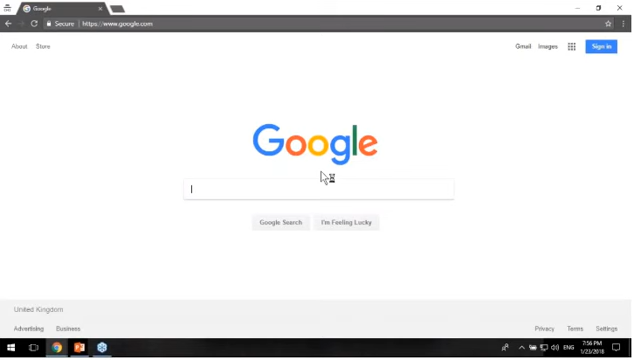 Google
Secure https://www.google.com
About Store Gmail Images Sign in
Google
Google Search I'm Feeling Lucky
United Kingdom
Advertising Business Privacy Terms Settings
ENG 7:56 PM
1/23/2018